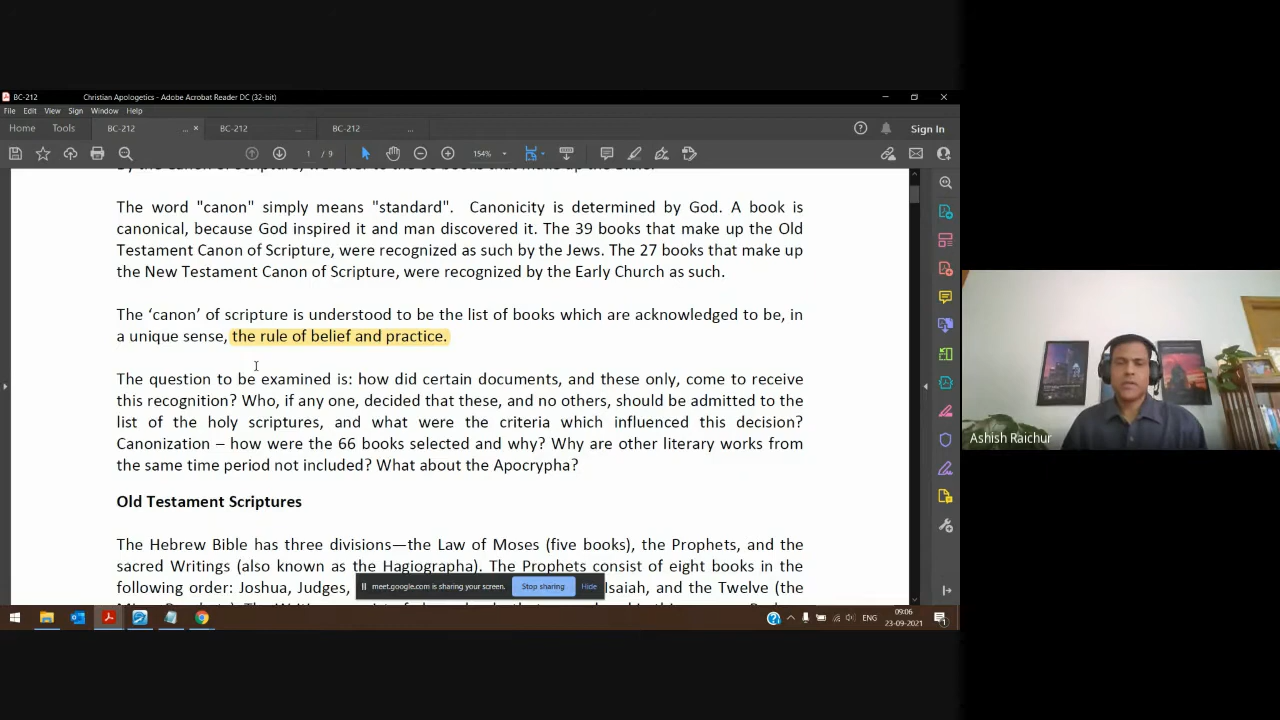 BC-212 Christian Apologetics - Adobe Acrobat Reader DC (32-bit)
File Edit View Sign Window Help
Home Tools BC-212 ... × BC-212 ... BC-212 ... Sign In
1 / 9 154%
The word "canon" simply means "standard". Canonicity is determined by God. A book is
canonical, because God inspired it and man discovered it. The 39 books that make up the Old
Testament Canon of Scripture, were recognized as such by the Jews. The 27 books that make up
the New Testament Canon of Scripture, were recognized by the Early Church as such.
The ‘canon’ of scripture is understood to be the list of books which are acknowledged to be, in
a unique sense, the rule of belief and practice.
The question to be examined is: how did certain documents, and these only, come to receive
this recognition? Who, if any one, decided that these, and no others, should be admitted to the
list of the holy scriptures, and what were the criteria which influenced this decision?
Canonization – how were the 66 books selected and why? Why are other literary works from
the same time period not included? What about the Apocrypha?
Old Testament Scriptures
The Hebrew Bible has three divisions—the Law of Moses (five books), the Prophets, and the
sacred Writings (also known as the Hagiographa). The Prophets consist of eight books in the
following order: Joshua, Judges, Isaiah, and the Twelve (the
meet.google.com is sharing your screen. Stop sharing Hide
ENG 09:06
23-09-2021
Ashish Raichur